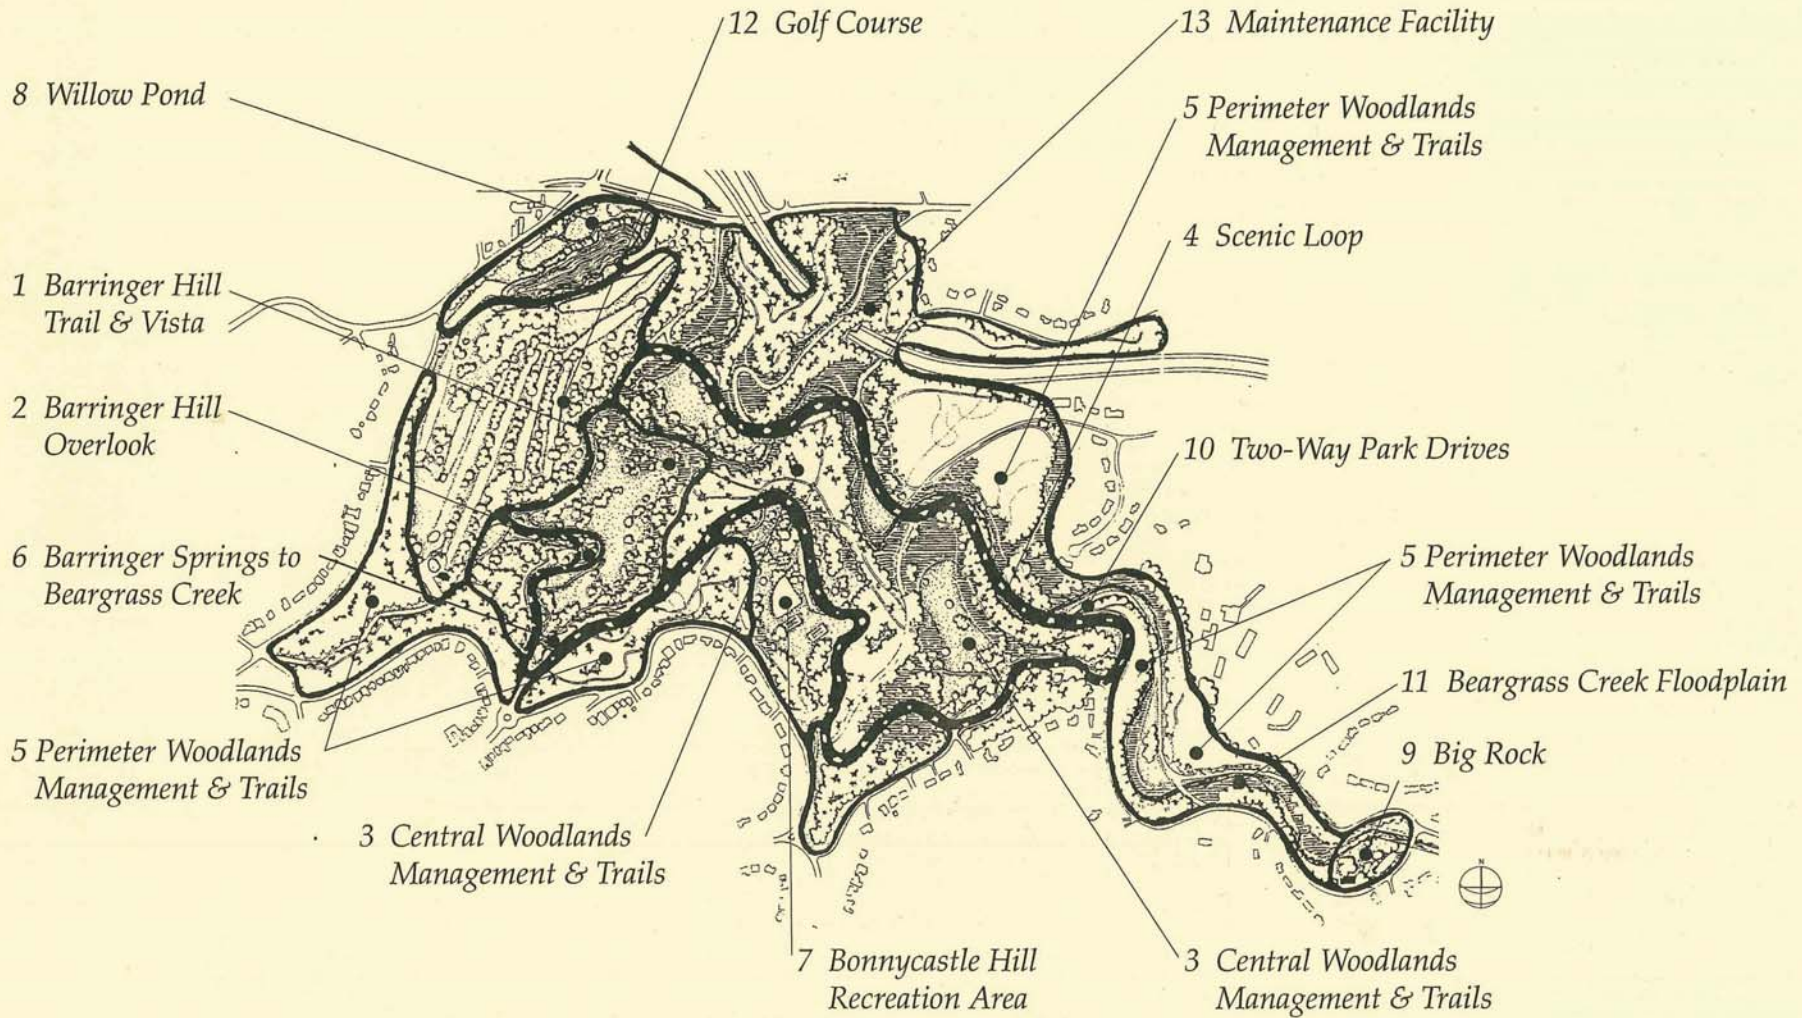 12 Golf Course
13 Maintenance Facility
8 Willow Pond
5 Perimeter Woodlands
Management & Trails
4 Scenic Loop
1 Barringer Hill
Trail & Vista
2 Barringer Hill
Overlook
10 Two-Way Park Drives
6 Barringer Springs to
Beargrass Creek
5 Perimeter Woodlands
Management & Trails
11 Beargrass Creek Floodplain
5 Perimeter Woodlands
Management & Trails
9 Big Rock
3 Central Woodlands
Management & Trails
N
7 Bonnycastle Hill
Recreation Area
3 Central Woodlands
Management & Trails